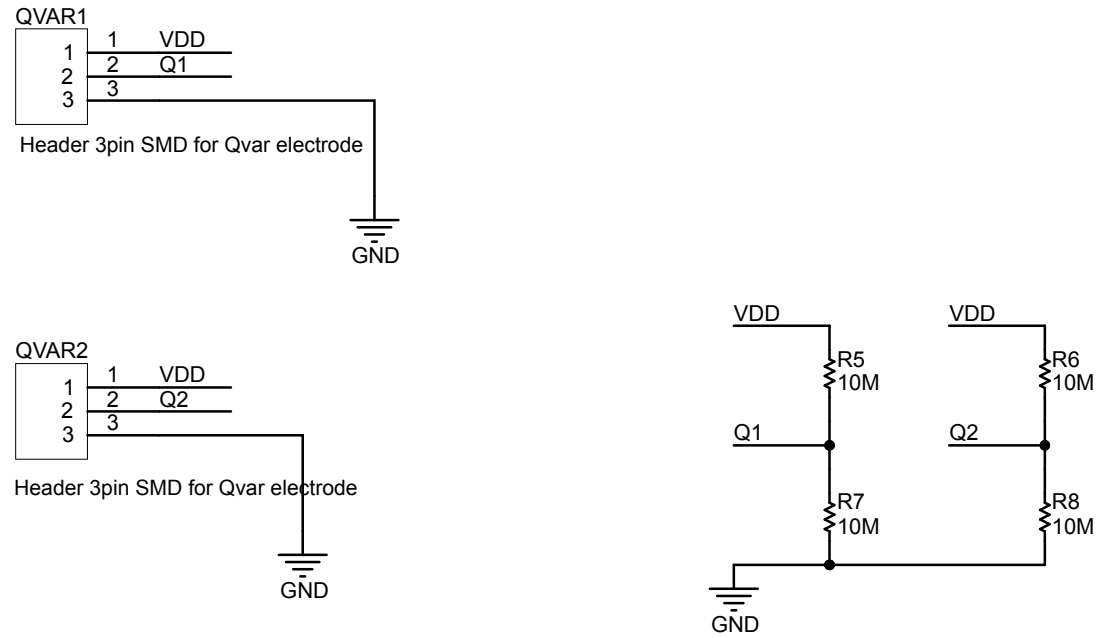 QVAR1
1 1 VDD
2 2 Q1
3 3
Header 3pin SMD for Qvar electrode
GND
QVAR2
1 1 VDD
2 2 Q2
3 3
Header 3pin SMD for Qvar electrode
GND
VDD VDD
R5 R6
10M 10M
Q1 Q2
R7 R8
10M 10M
GND